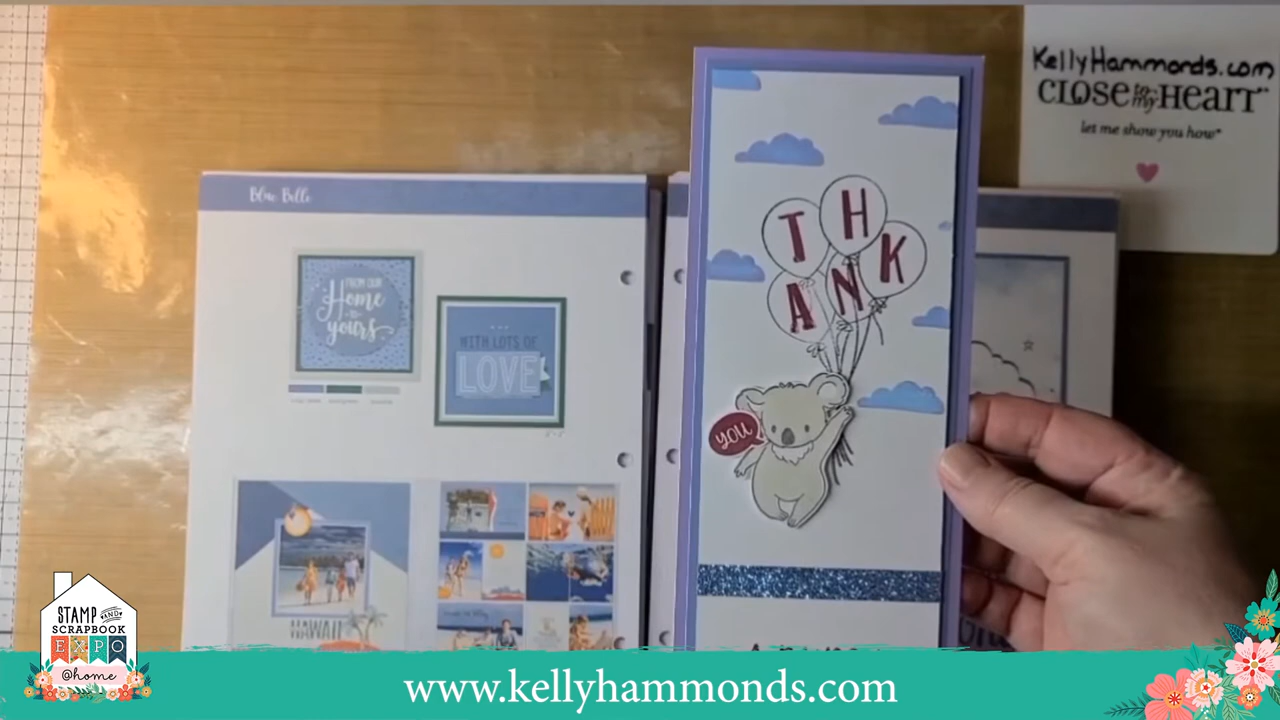 KellyHammonds.com
CLOSE to my HEART
let me show you how
Blue Belle
FROM OUR
Home
to
yours
WITH LOTS OF
LOVE
HAWAII
T
H
A
N
K
YOU
STAMP AND
SCRAPBOOK
EXPO
@home
www.kellyhammonds.com